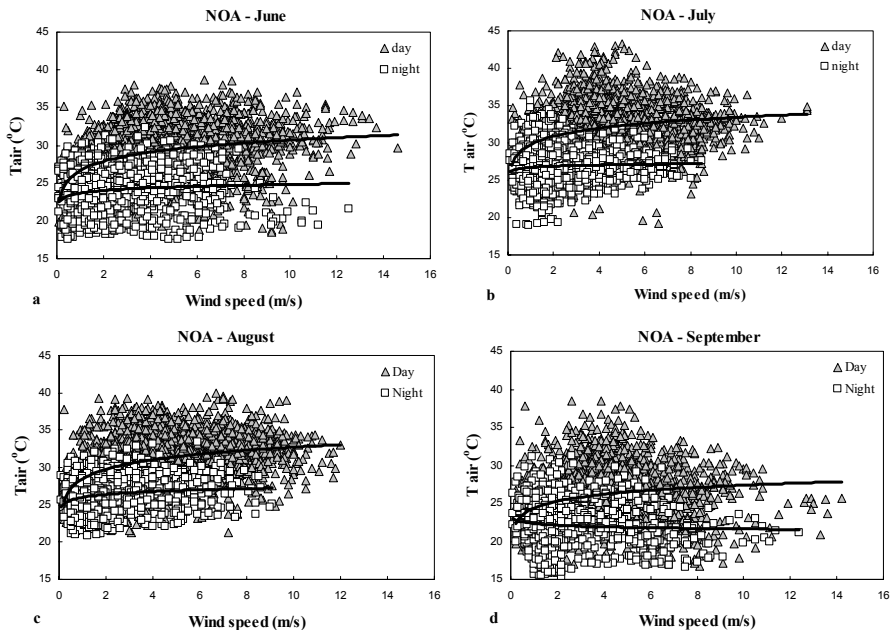 NOA - June
45
40
35
30
25
20
15
Tair (°C)
day
night
0 2 4 6 8 10 12 14 16
a
Wind speed (m/s)
NOA - July
45
40
35
30
25
20
15
T air (°C)
day
night
0 2 4 6 8 10 12 14 16
b
Wind speed (m/s)
NOA - August
45
40
35
30
25
20
15
Tair (°C)
Day
Night
0 2 4 6 8 10 12 14 16
c
Wind speed (m/s)
NOA - September
45
40
35
30
25
20
15
T air (°C)
Day
Night
0 2 4 6 8 10 12 14 16
d
Wind speed (m/s)